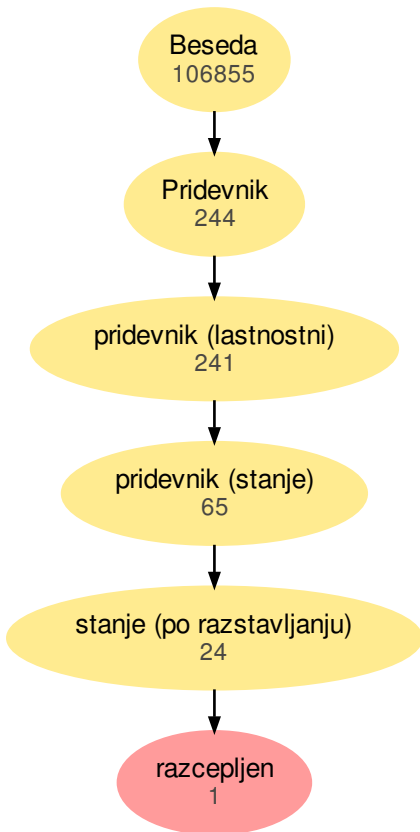 Beseda
106855
Pridevnik
244
pridevnik (lastnostni)
241
pridevnik (stanje)
65
stanje (po razstavljanju)
24
razcepljen
1